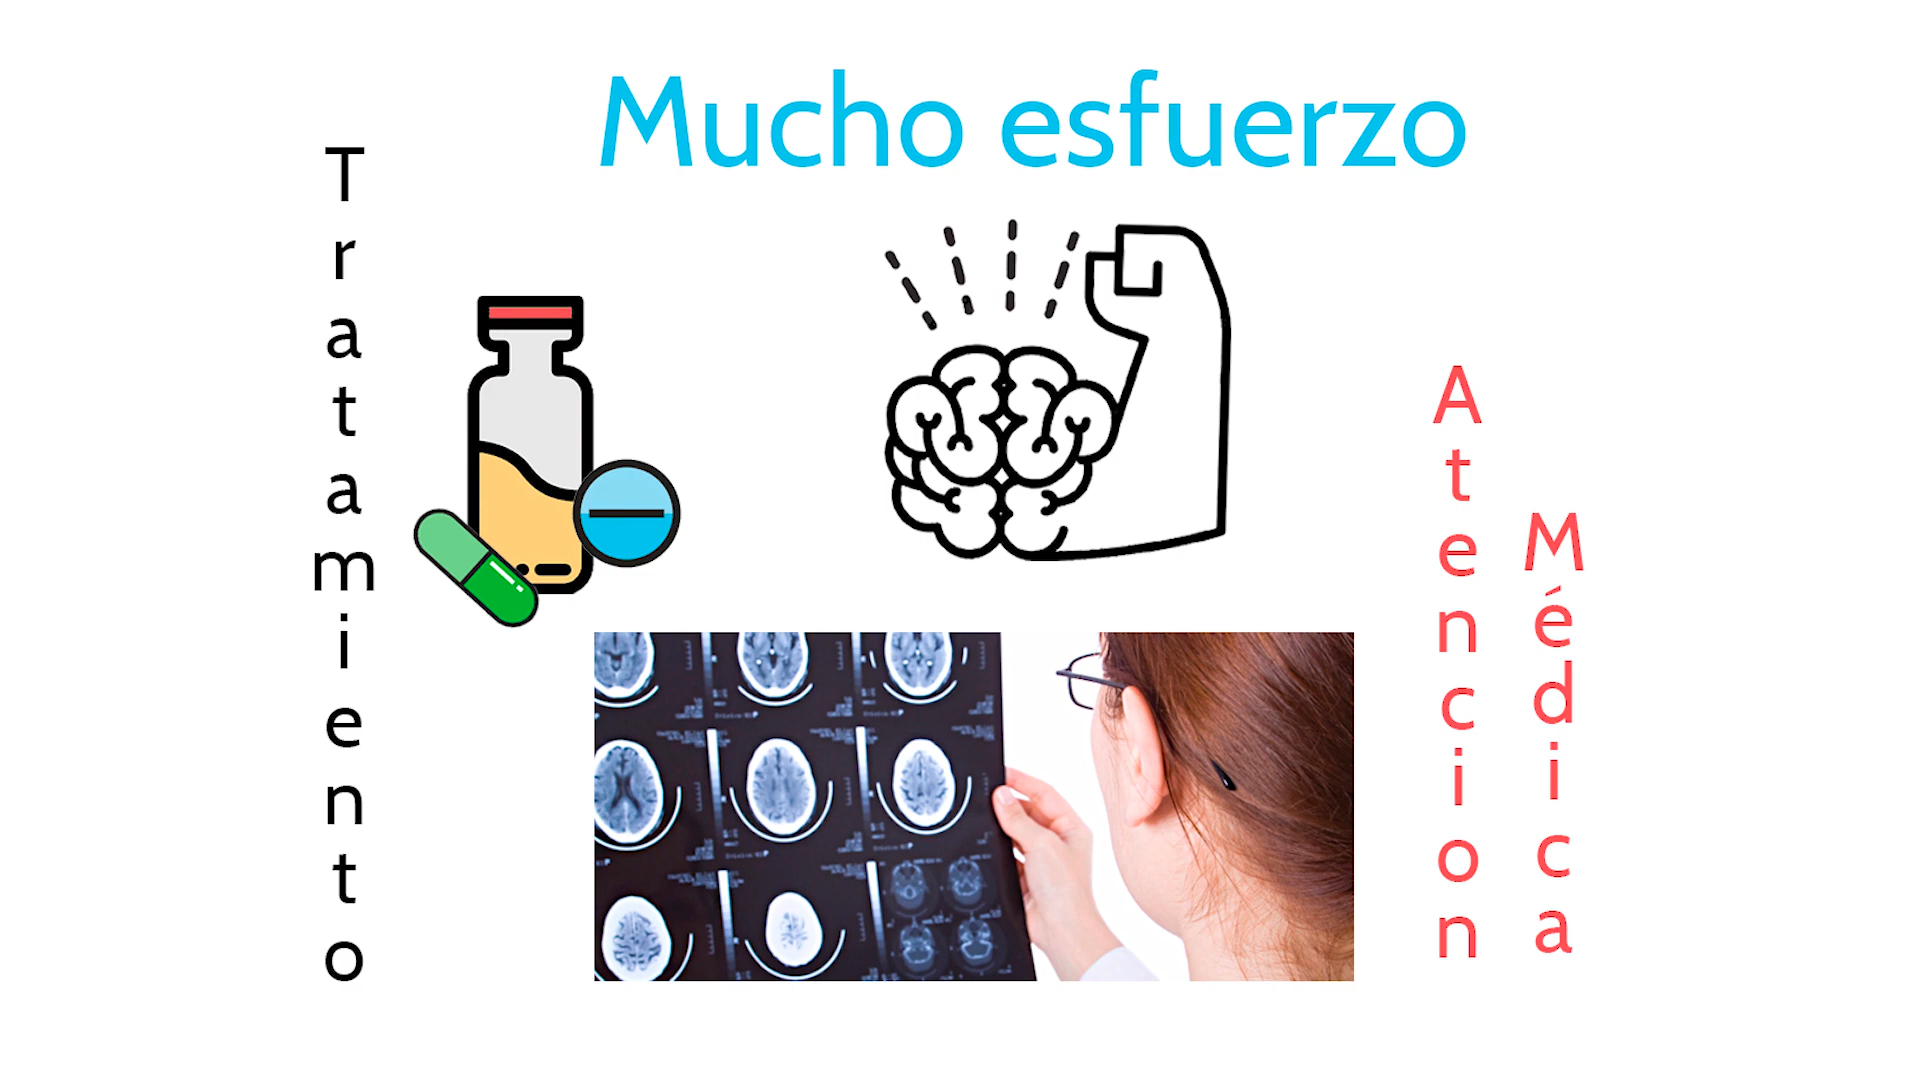 Mucho esfuerzo
Tratamiento
Atencion
Médica